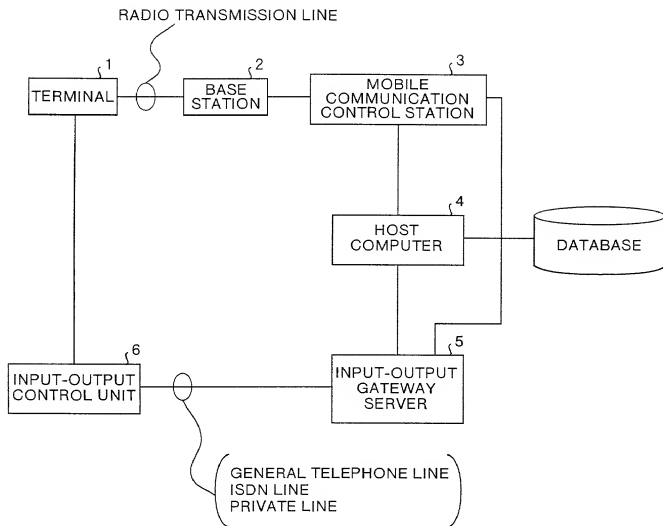 RADIO TRANSMISSION LINE
1
TERMINAL
2
BASE
STATION
3
MOBILE
COMMUNICATION
CONTROL STATION
4
HOST
COMPUTER
DATABASE
6
INPUT-OUTPUT
CONTROL UNIT
5
INPUT-OUTPUT
GATEWAY
SERVER
GENERAL TELEPHONE LINE
ISDN LINE
PRIVATE LINE